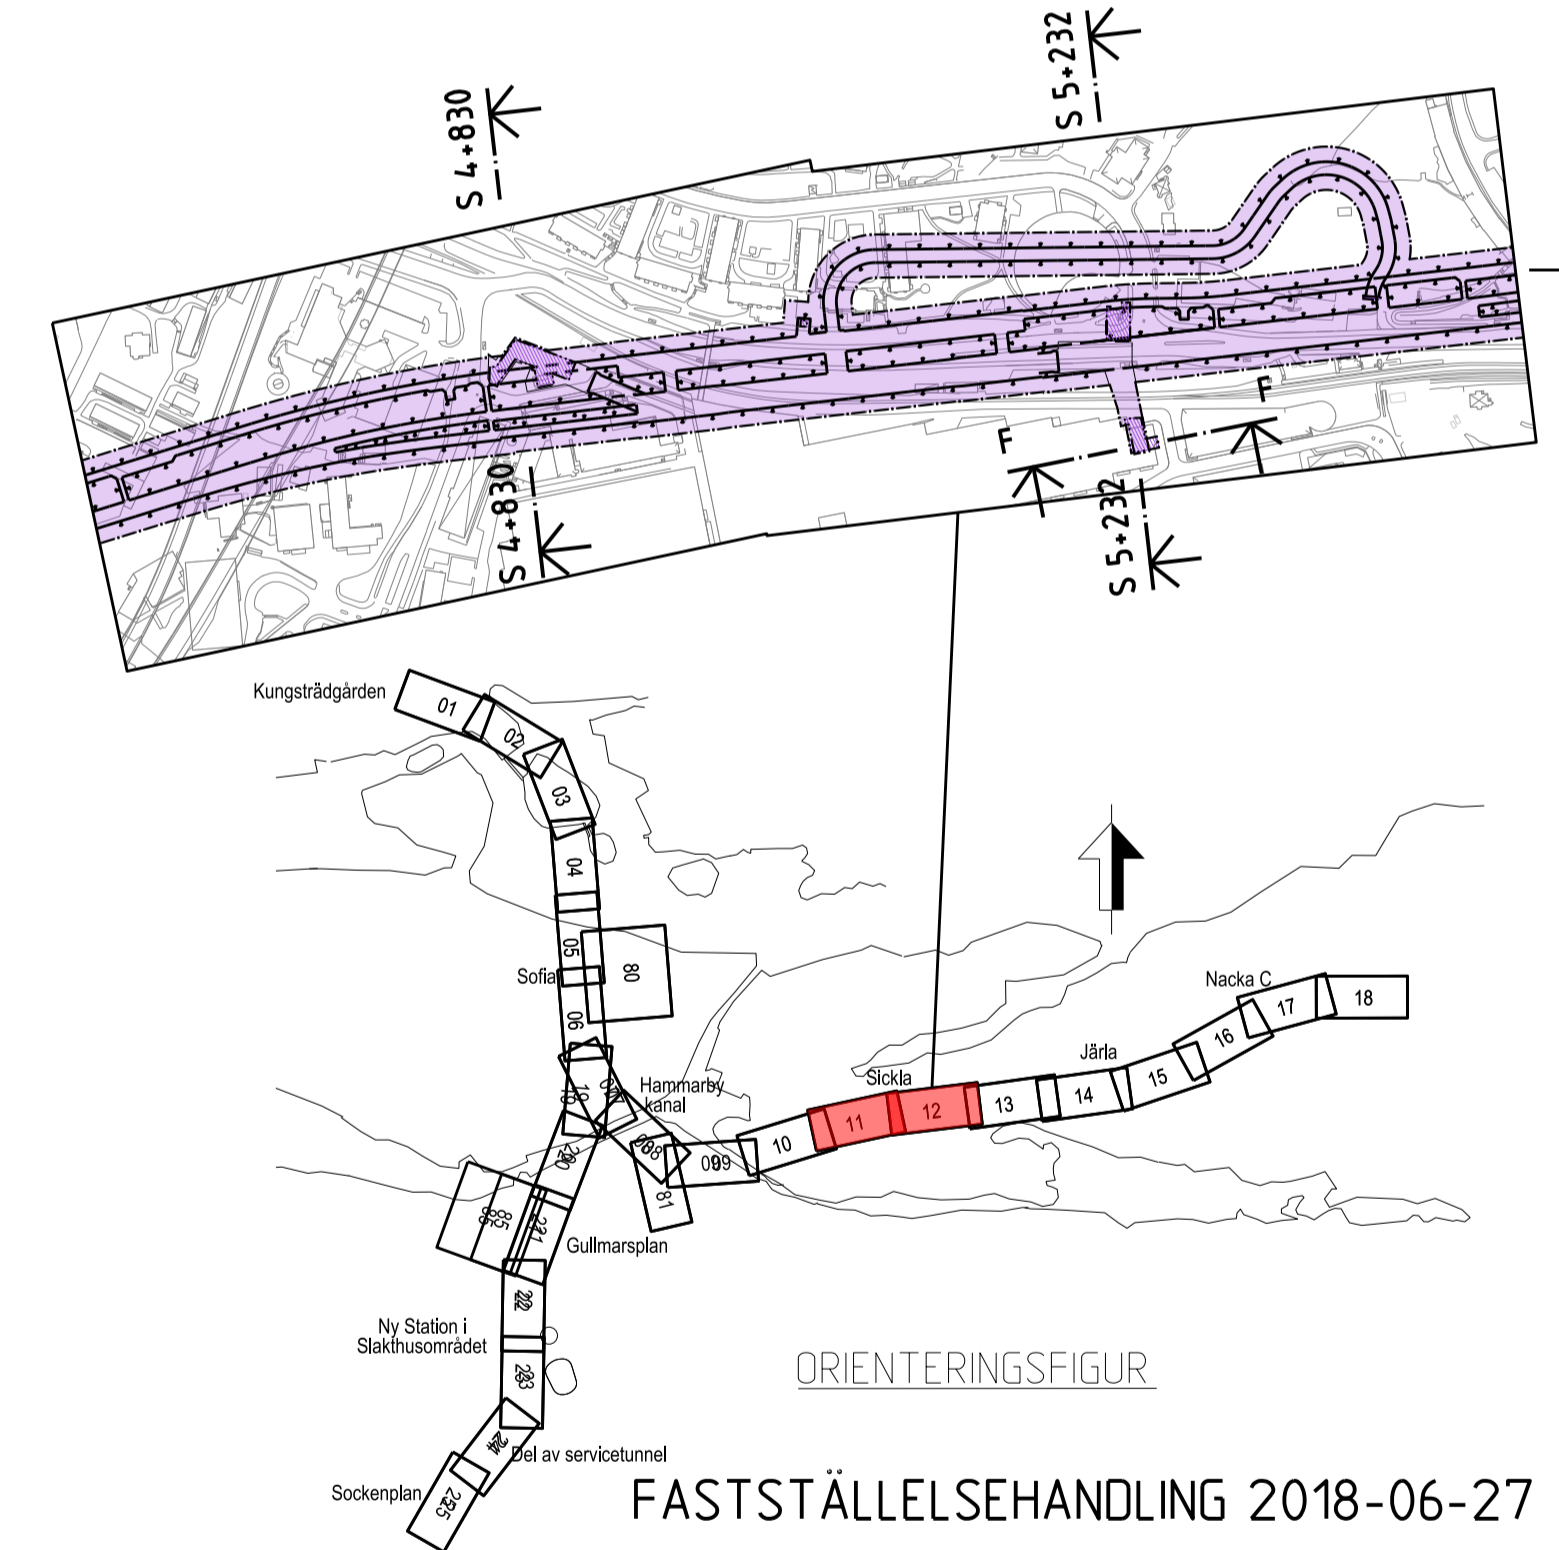 S 5+232
S 4+830
F
F
S 4+830
S 5+232
Kungsträdgården
01
02
03
04
05
Sofia
80
06
Nacka C
17
18
16
Järla
15
14
13
Sickla
12
11
10
Hammarby
kanal
81
85
Gullmarsplan
Ny Station i
Slakthusområdet
Del av servicetunnel
Sockenplan
ORIENTERINGSFIGUR
FASTSTÄLLELSEHANDLING 2018-06-27